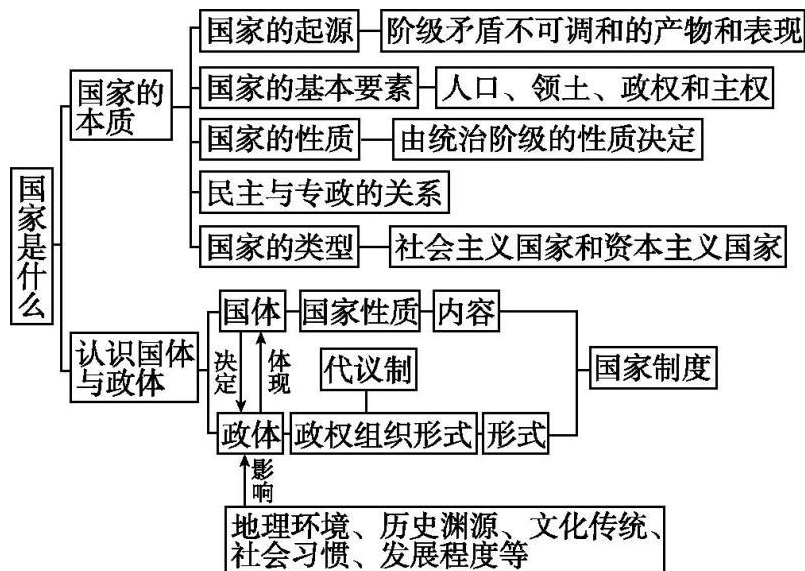 国家是什么
国家的
本质
国家的起源
阶级矛盾不可调和的产物和表现
国家的基本要素
人口、领土、政权和主权
国家的性质
由统治阶级的性质决定
民主与专政的关系
国家的类型
社会主义国家和资本主义国家
认识国体
与政体
国体
国家性质
内容
决定
体现
代议制
国家制度
政体
政权组织形式
形式
影响
地理环境、历史渊源、文化传统、
社会习惯、发展程度等